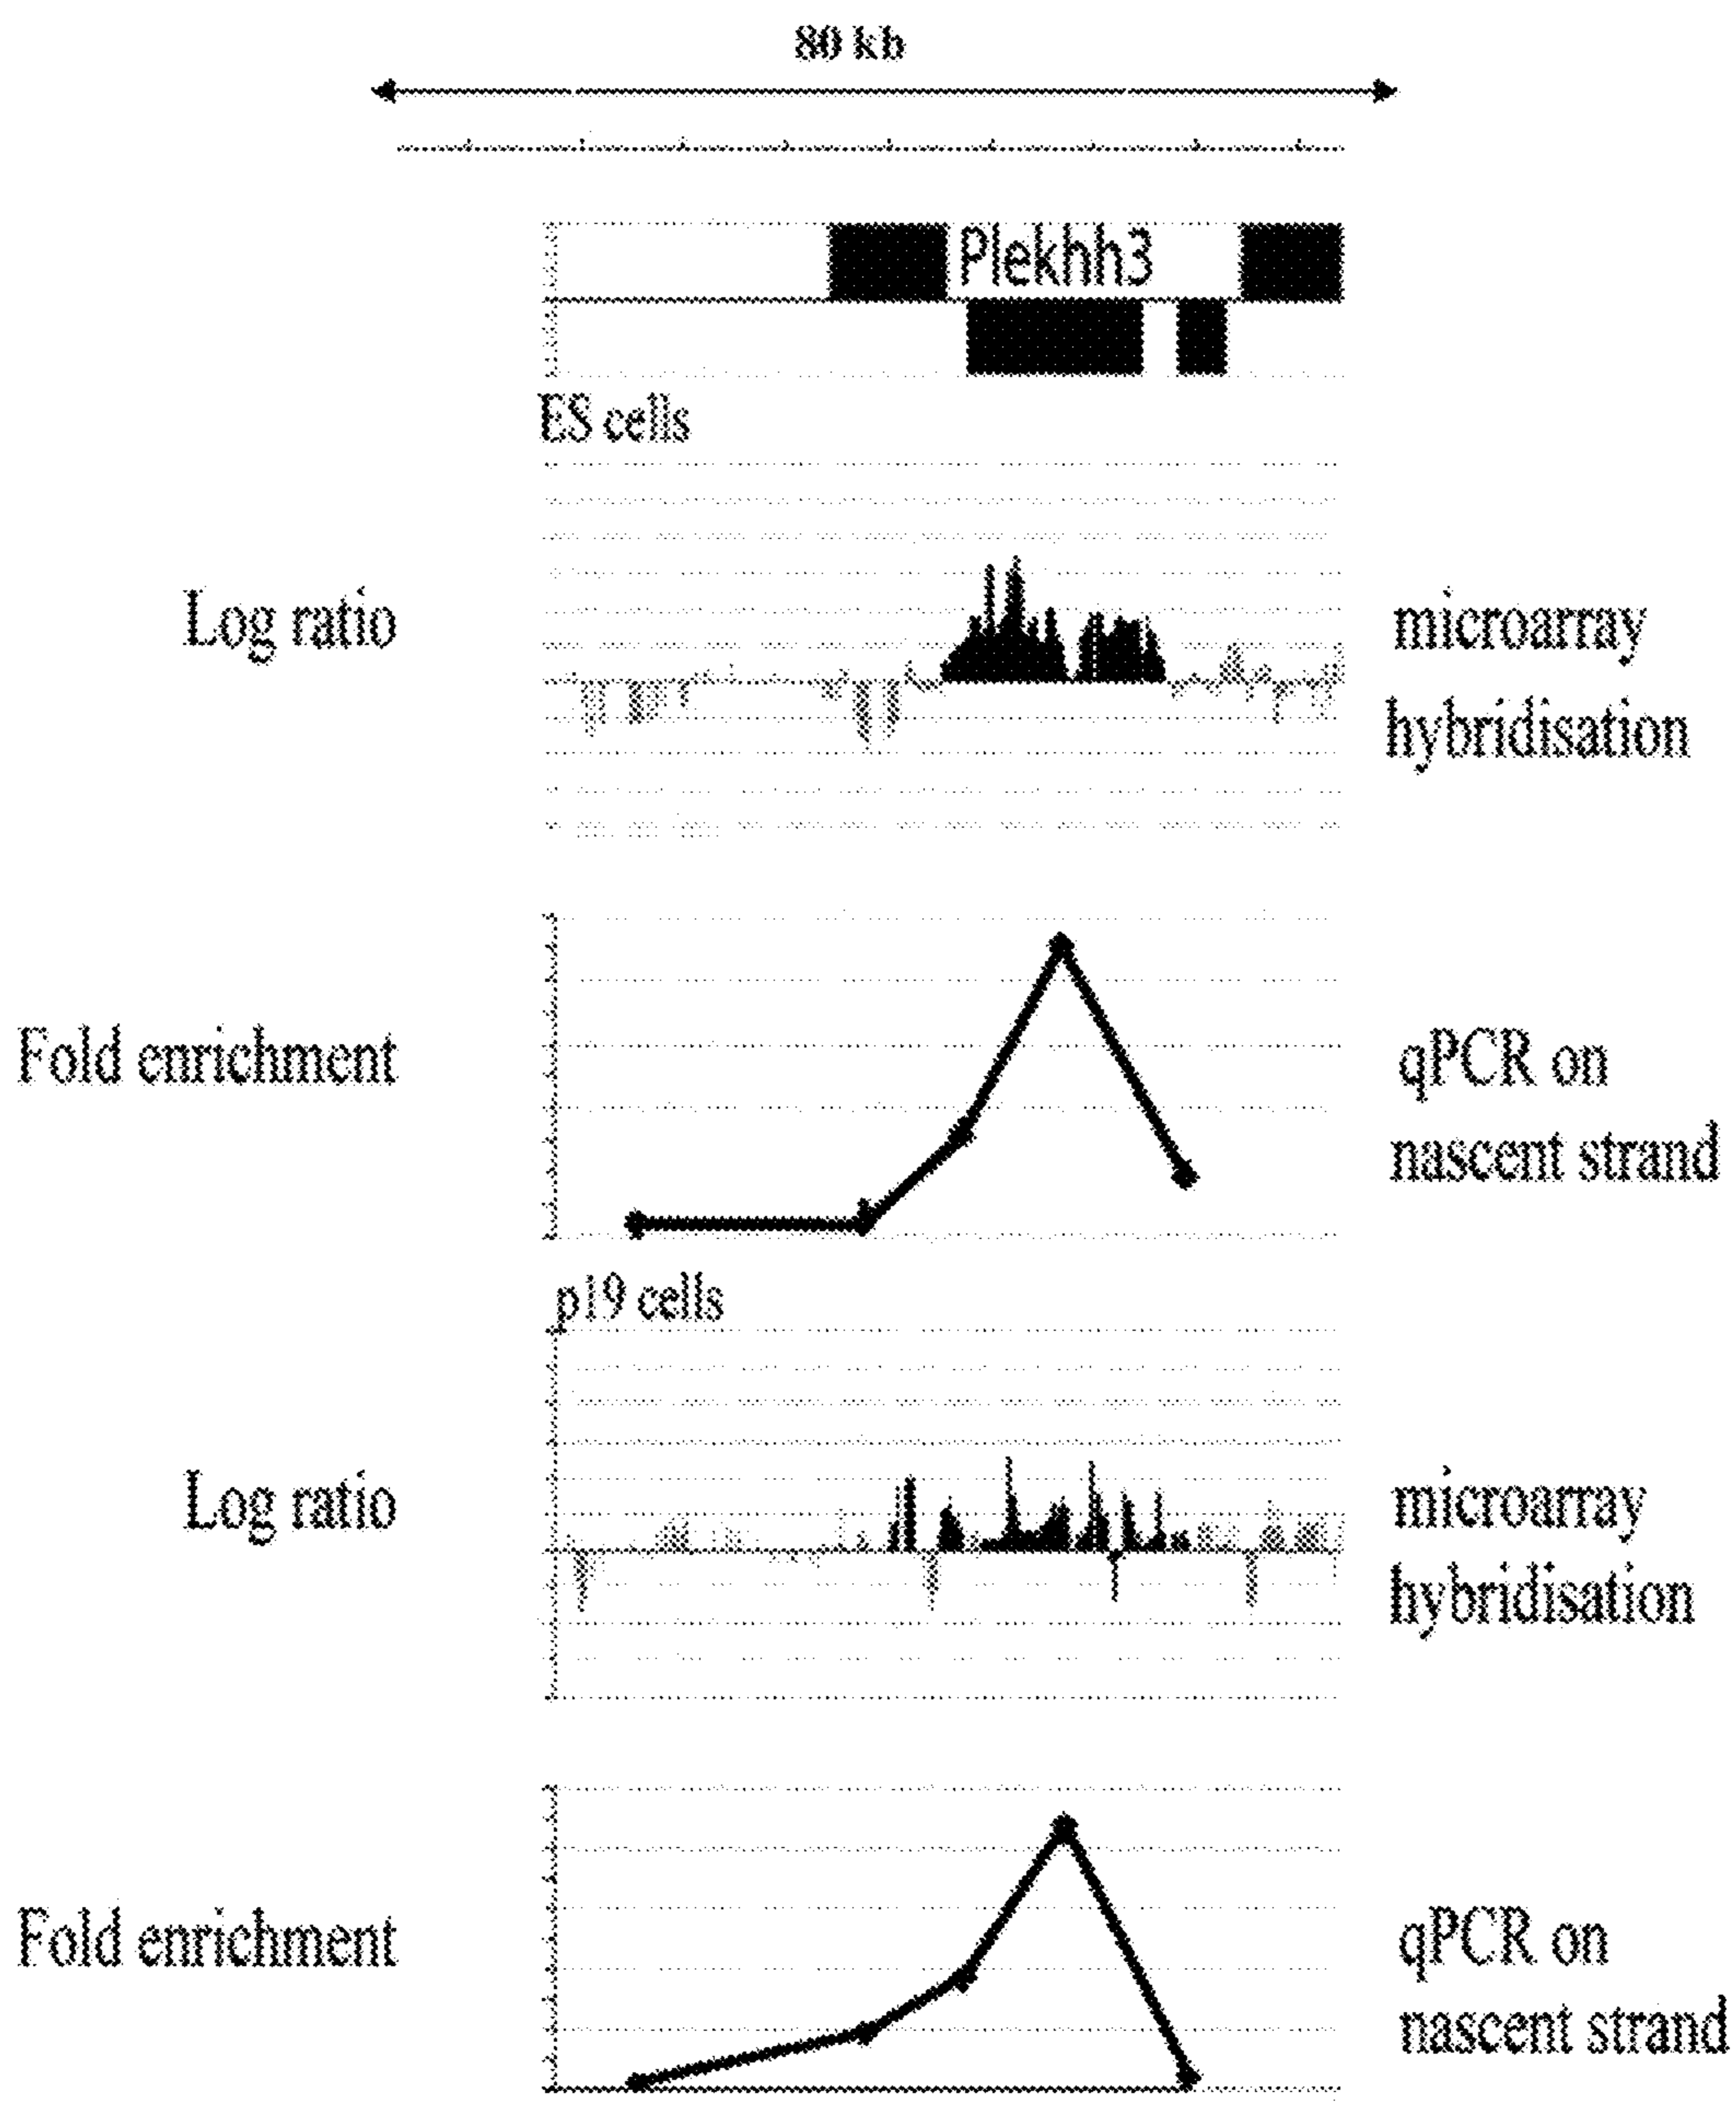 80 kb
Plekhh3
ES cells
Log ratio
microarray
hybridisation
Fold enrichment
qPCR on
nascent strand
p19 cells
Log ratio
microarray
hybridisation
Fold enrichment
qPCR on
nascent strand